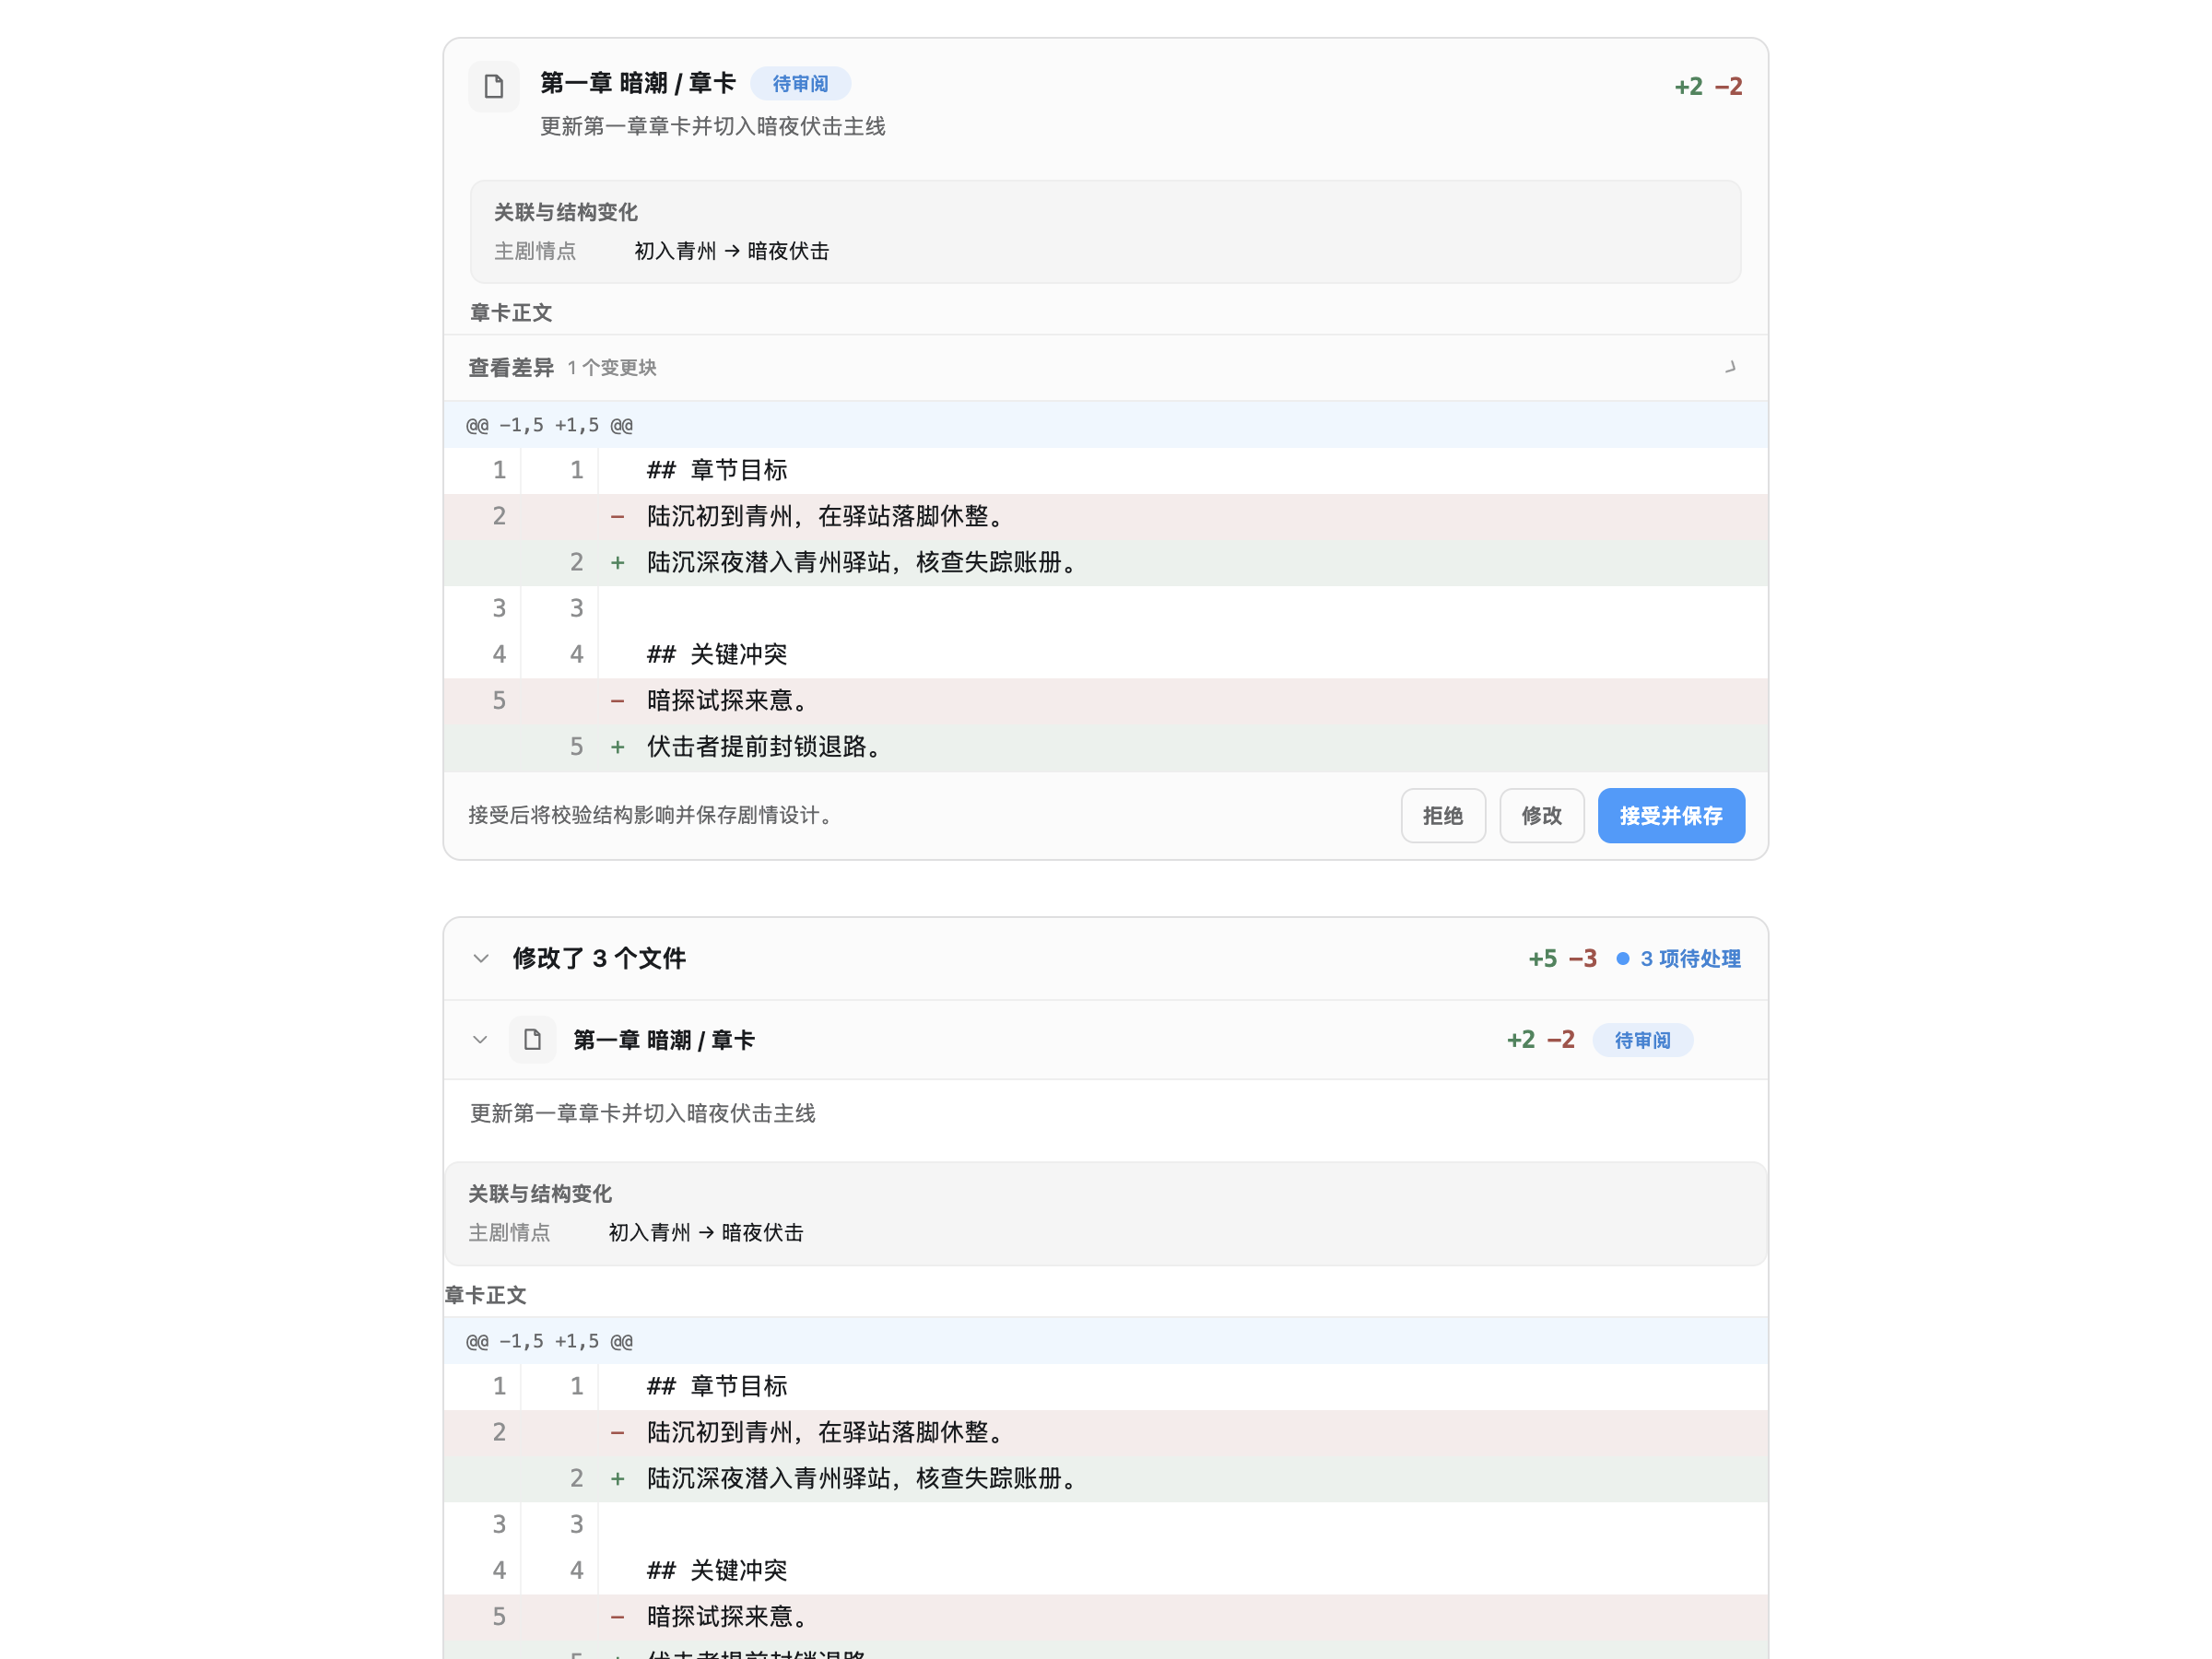 第一章 暗潮 / 章卡 待审阅 +2 −2
更新第一章章卡并切入暗夜伏击主线
关联与结构变化
主剧情点 初入青州 → 暗夜伏击
章卡正文
查看差异 1 个变更块
@@ −1,5 +1,5 @@
1 1 ## 章节目标
2 − 陆沉初到青州，在驿站落脚休整。
2 + 陆沉深夜潜入青州驿站，核查失踪账册。
3 3
4 4 ## 关键冲突
5 − 暗探试探来意。
5 + 伏击者提前封锁退路。
接受后将校验结构影响并保存剧情设计。 拒绝 修改 接受并保存
修改了 3 个文件 +5 −3 3 项待处理
第一章 暗潮 / 章卡 +2 −2 待审阅
更新第一章章卡并切入暗夜伏击主线
关联与结构变化
主剧情点 初入青州 → 暗夜伏击
章卡正文
@@ −1,5 +1,5 @@
1 1 ## 章节目标
2 − 陆沉初到青州，在驿站落脚休整。
2 + 陆沉深夜潜入青州驿站，核查失踪账册。
3 3
4 4 ## 关键冲突
5 − 暗探试探来意。